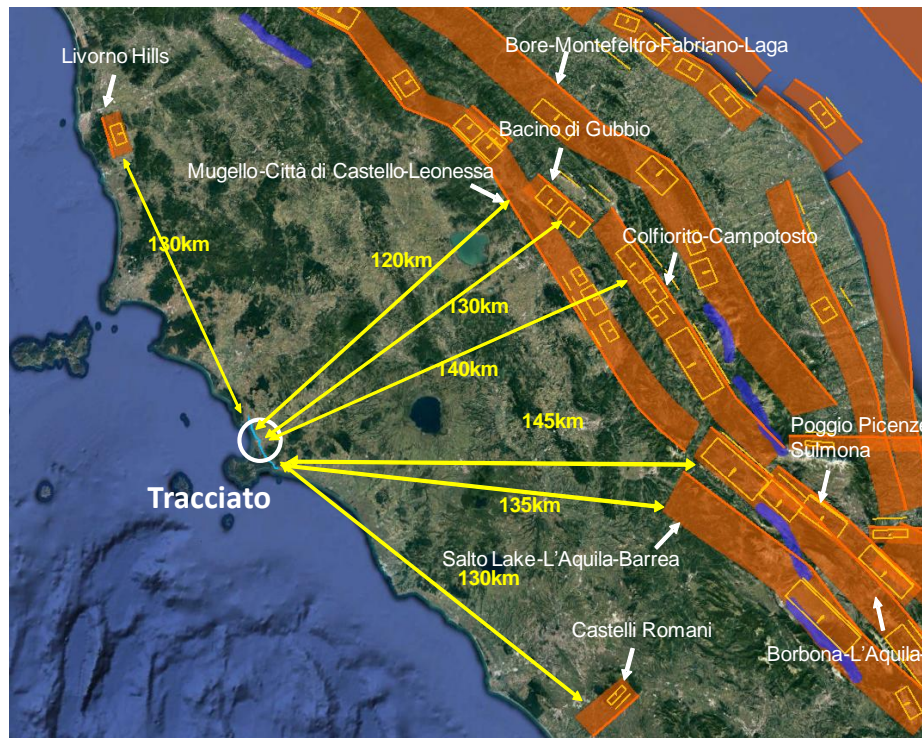 Livorno Hills
Bore-Montefeltro-Fabriano-Laga
Bacino di Gubbio
Mugello-Città di Castello-Leonessa
130km
120km
Colfiorito-Campotosto
130km
140km
145km
Poggio Picenze
Sulmona
Tracciato
135km
Salto Lake-L'Aquila-Barrea
130km
Castelli Romani
Borbona-L'Aquila-